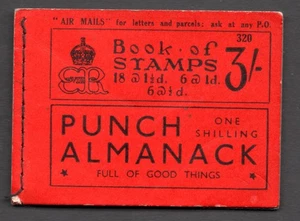 "AIR MAILS" for letters and parcels; ask at any P.O.
320
Book of
STAMPS 3/-
18 @ 1½d. 6 @ 1d.
6 @ ½d.
PUNCH ONE
SHILLING
ALMANACK
FULL OF GOOD THINGS